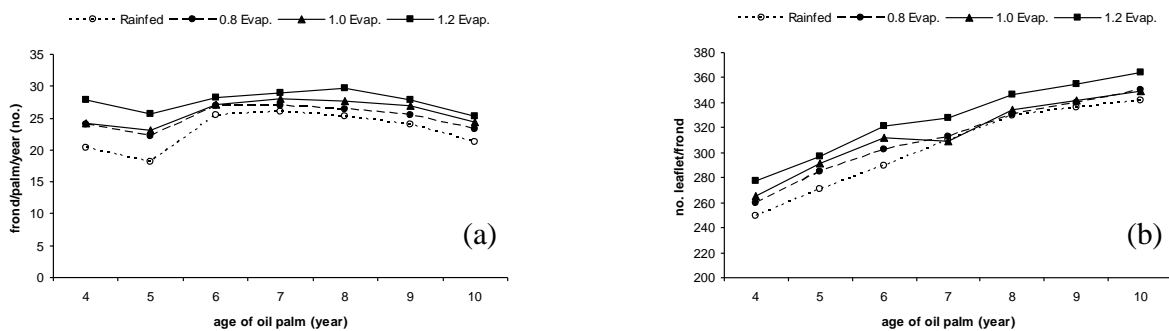 Rainfed 0.8 Evap. 1.0 Evap. 1.2 Evap.
35
30
25
20
15
10
5
0
frond/palm/year (no.)
4 5 6 7 8 9 10
age of oil palm (year)
(a)
Rainfed 0.8 Evap. 1.0 Evap. 1.2 Evap.
380
360
340
320
300
280
260
240
220
200
no. leaflet/frond
4 5 6 7 8 9 10
age of oil palm (year)
(b)